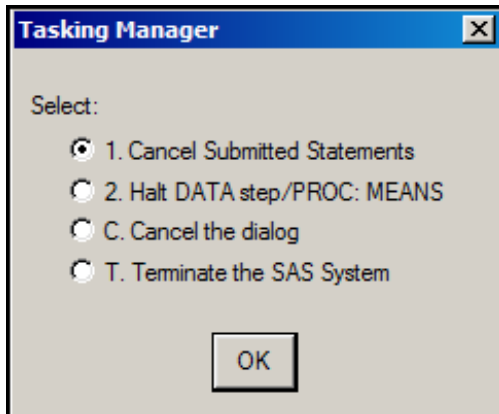 Tasking Manager
Select:
1. Cancel Submitted Statements
2. Halt DATA step/PROC: MEANS
C. Cancel the dialog
T. Terminate the SAS System
OK